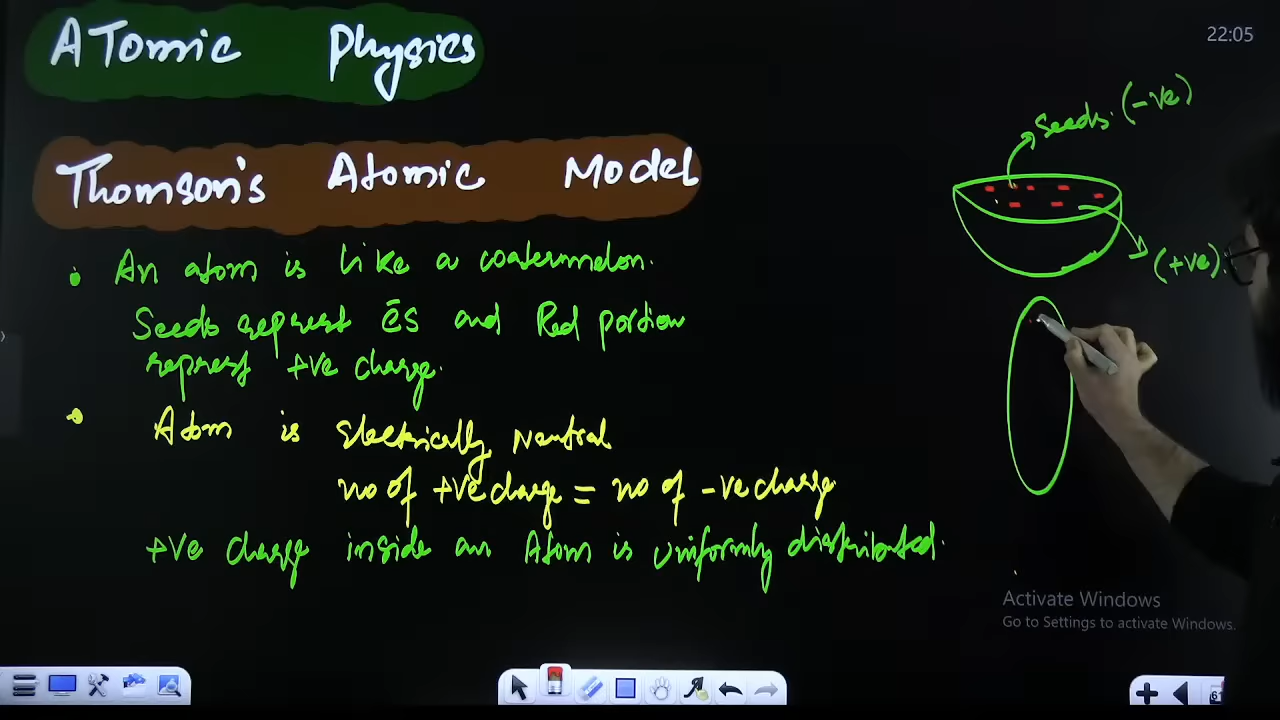 ATomic Physics
22:05
Seeds. (-ve)
Thomson's Atomic Model
(+ve).
• An atom is like a watermelon.
Seeds represt ēs and Red portion
represt +ve charge.
• Atom is Electrically Neutral
no of +ve charge = no of -ve charge
+ve charge inside an Atom is uniformly distributed.
Activate Windows
Go to Settings to activate Windows.